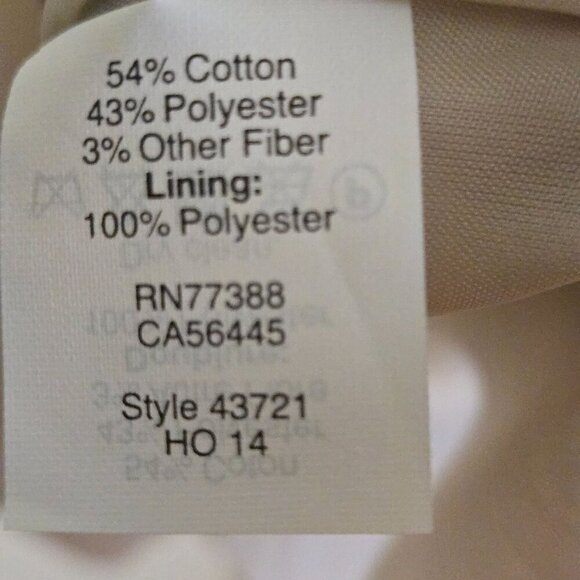 54% Cotton
43% Polyester
3% Other Fiber
Lining:
100% Polyester
RN77388
CA56445
Style 43721
HO 14